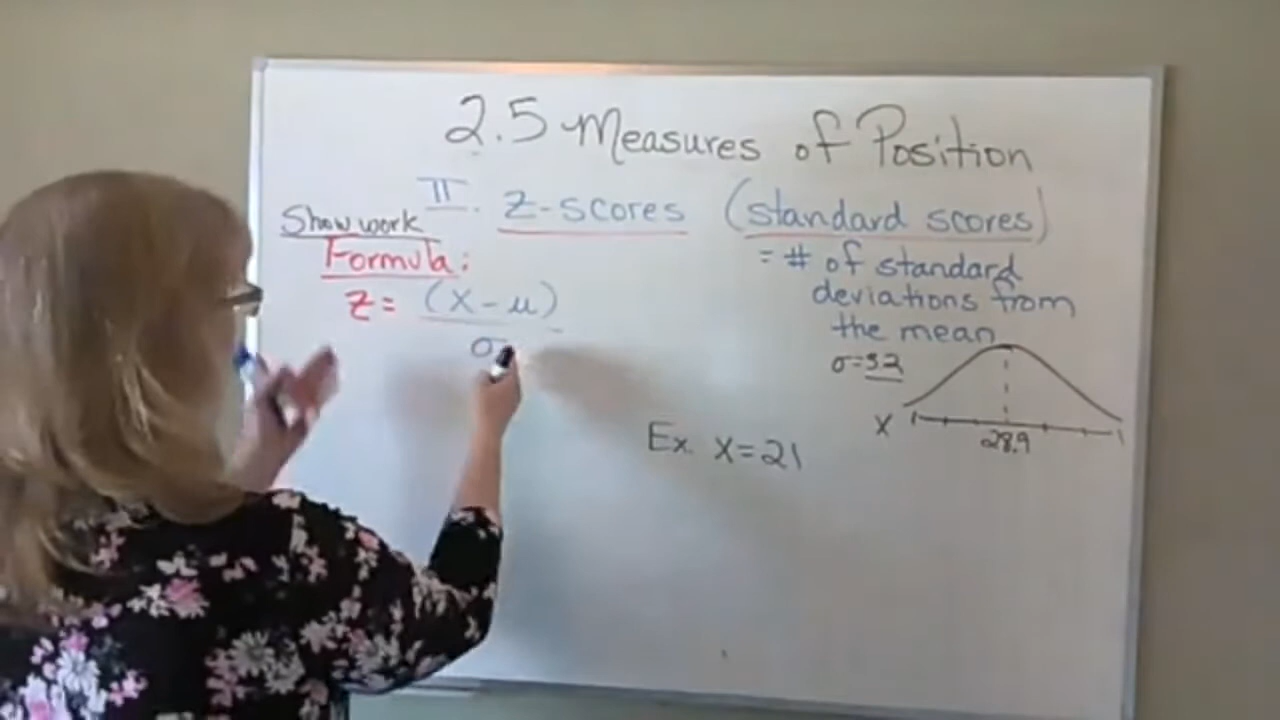 2.5 Measures of Position
II. Z-scores (standard scores)
= # of standard
deviations from
the mean
Show work
Formula:
z = (x - μ)
σ
σ=3.2
X
28.9
Ex. x=21